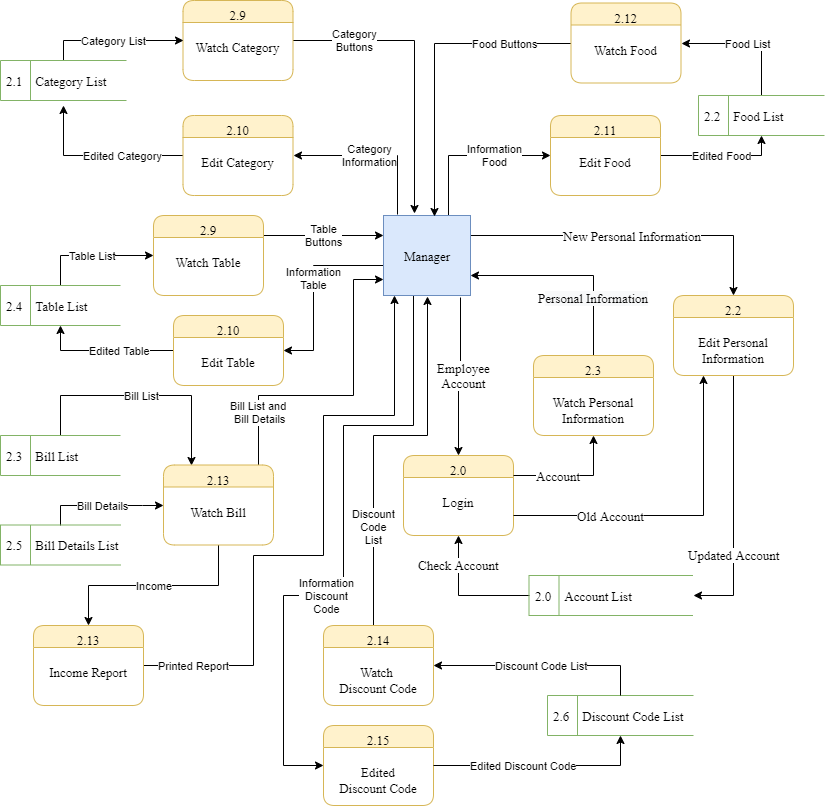 2.9
Watch Category
Category List
Category
Buttons
2.12
Watch Food
Food Buttons
Food List
2.1
Category List
2.2
Food List
2.10
Edit Category
Edited Category
Category
Information
Information
Food
2.11
Edit Food
Edited Food
2.9
Watch Table
Table List
Table
Buttons
Manager
New Personal Information
Information
Table
2.4
Table List
Personal Information
2.10
Edit Table
Edited Table
2.2
Edit Personal
Information
2.3
Watch Personal
Information
Employee
Account
Bill List
Bill List and
Bill Details
2.3
Bill List
2.13
Watch Bill
2.0
Login
Account
Bill Details
Old Account
Discount
Code
List
2.5
Bill Details List
Check Account
Updated Account
Income
Information
Discount
Code
2.0
Account List
2.13
Income Report
Printed Report
2.14
Watch
Discount Code
Discount Code List
2.6
Discount Code List
2.15
Edited
Discount Code
Edited Discount Code